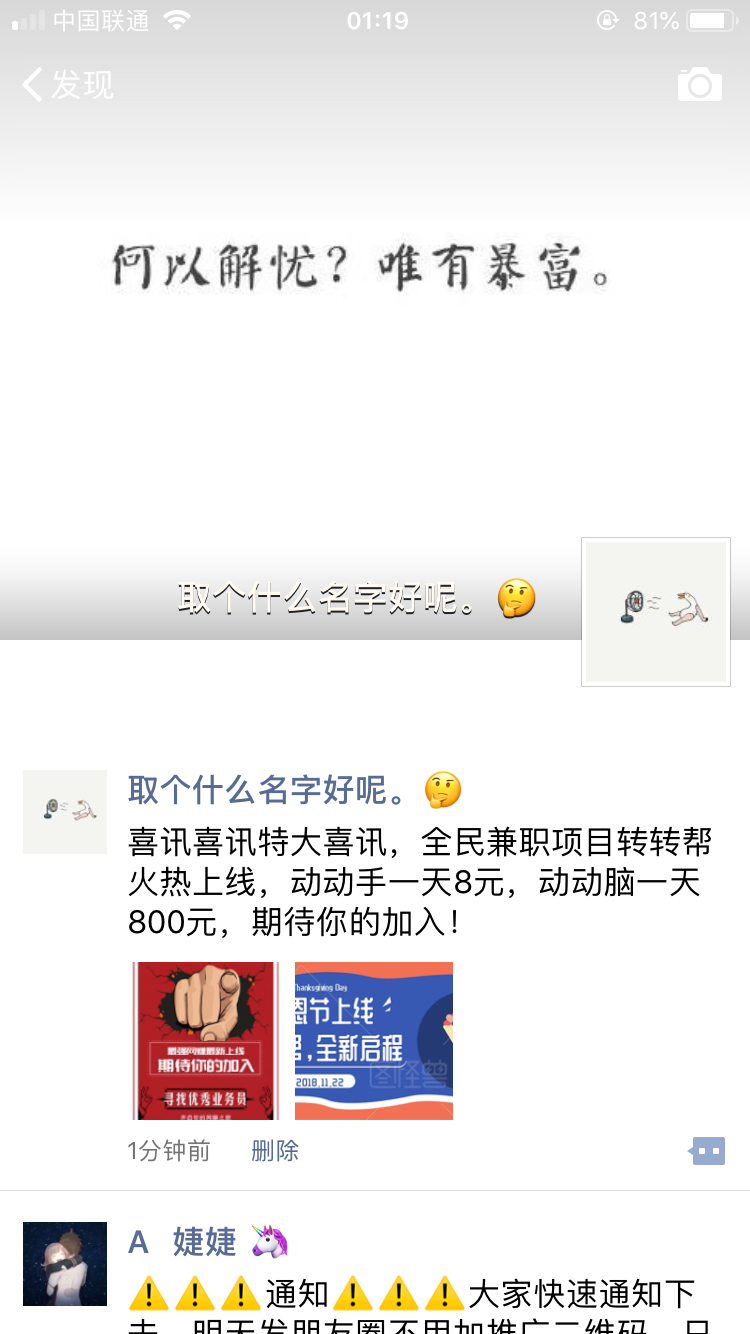 中国联通
01:19
81%
发现
何以解忧？唯有暴富。
取个什么名字好呢。🤔
取个什么名字好呢。🤔
喜讯喜讯特大喜讯，全民兼职项目转转帮
火热上线，动动手一天8元，动动脑一天
800元，期待你的加入！
最强网赚最新上线
期待你的加入
寻找优秀业务员
Thanksgiving Day
恩节上线
,全新启程
2018.11.22
图怪兽
1分钟前
删除
A 婕婕 🦄
⚠️⚠️⚠️通知⚠️⚠️⚠️大家快速通知下
去，明天发朋友圈不用加推广二维码，只